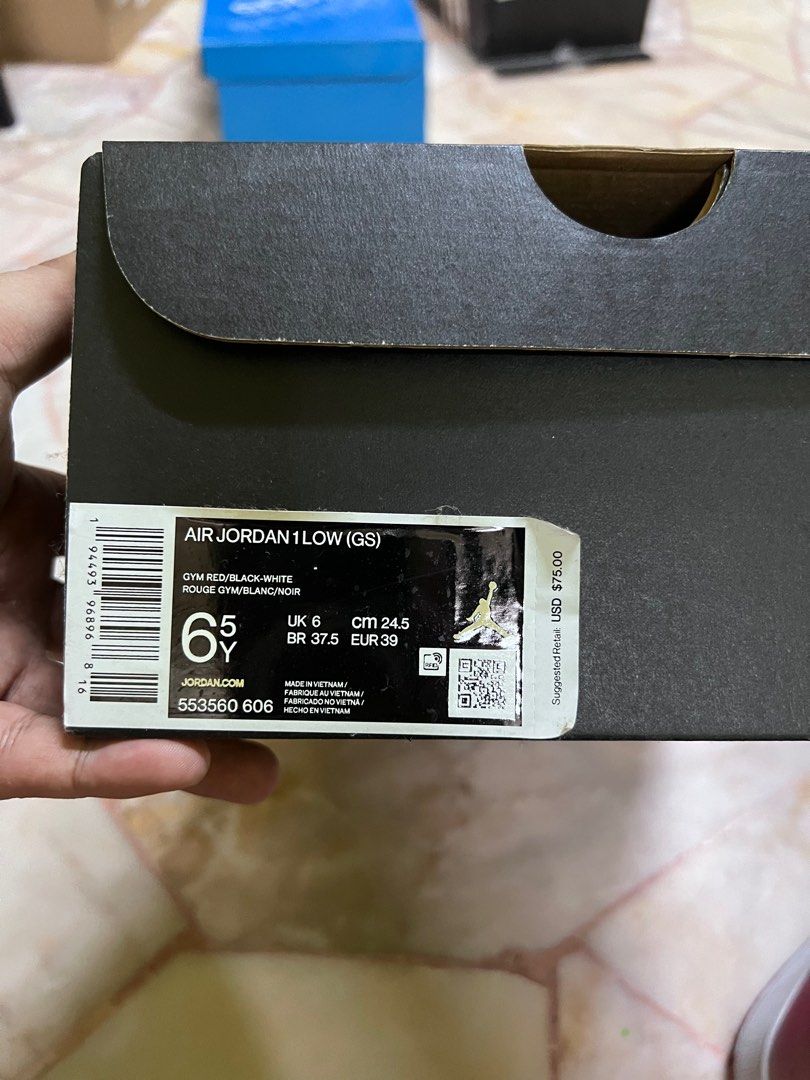 AIR JORDAN 1 LOW (GS)
GYM RED/BLACK-WHITE
ROUGE GYM/BLANC/NOIR
6 5 Y
UK 6 cm 24.5
BR 37.5 EUR 39
RFID
JORDAN.COM
553560 606
MADE IN VIETNAM /
FABRIQUE AU VIETNAM /
FABRICADO NO VIETNÃ /
HECHO EN VIETNAM
1 94493 96896 8 16
Suggested Retail: USD $75.00